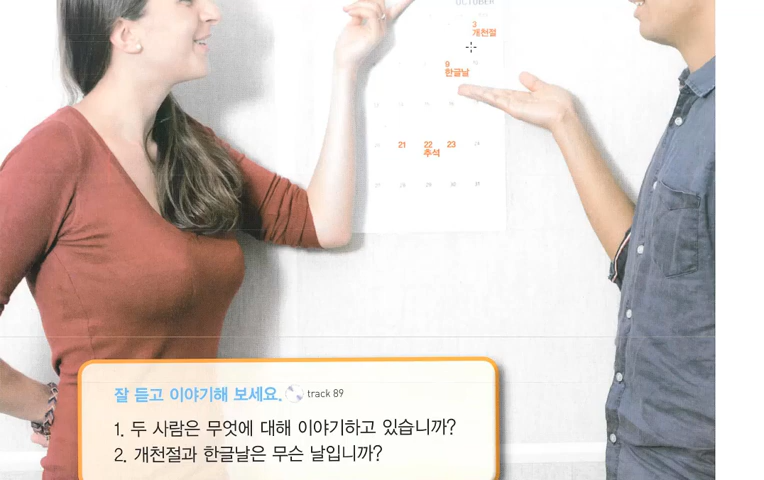 OCTOBER
3
개천절
9
한글날
21 22 23
추석
잘 듣고 이야기해 보세요. track 89
1. 두 사람은 무엇에 대해 이야기하고 있습니까?
2. 개천절과 한글날은 무슨 날입니까?